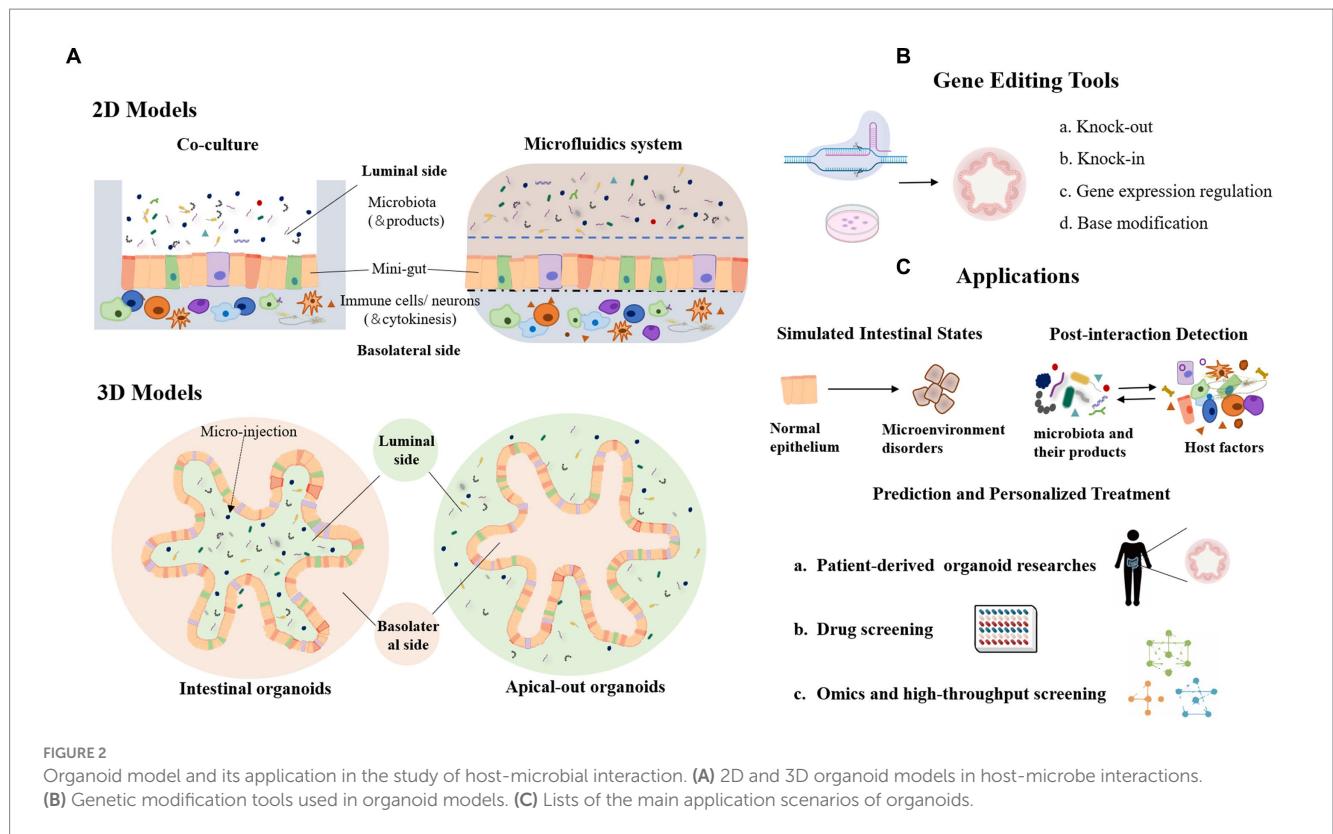 A
2D Models
Co-culture
Luminal side
Microbiota
(&products)
Mini-gut
Immune cells/ neurons
(&cytokinesis)
Basolateral side
Microfluidics system
3D Models
Micro-injection
Luminal
side
Basolater
al side
Intestinal organoids
Apical-out organoids
B
Gene Editing Tools
a. Knock-out
b. Knock-in
c. Gene expression regulation
d. Base modification
C
Applications
Simulated Intestinal States
Normal
epithelium
Microenvironment
disorders
Post-interaction Detection
microbiota and
their products
Host factors
Prediction and Personalized Treatment
a. Patient-derived organoid researches
b. Drug screening
c. Omics and high-throughput screening
FIGURE 2
Organoid model and its application in the study of host-microbial interaction. (A) 2D and 3D organoid models in host-microbe interactions.
(B) Genetic modification tools used in organoid models. (C) Lists of the main application scenarios of organoids.